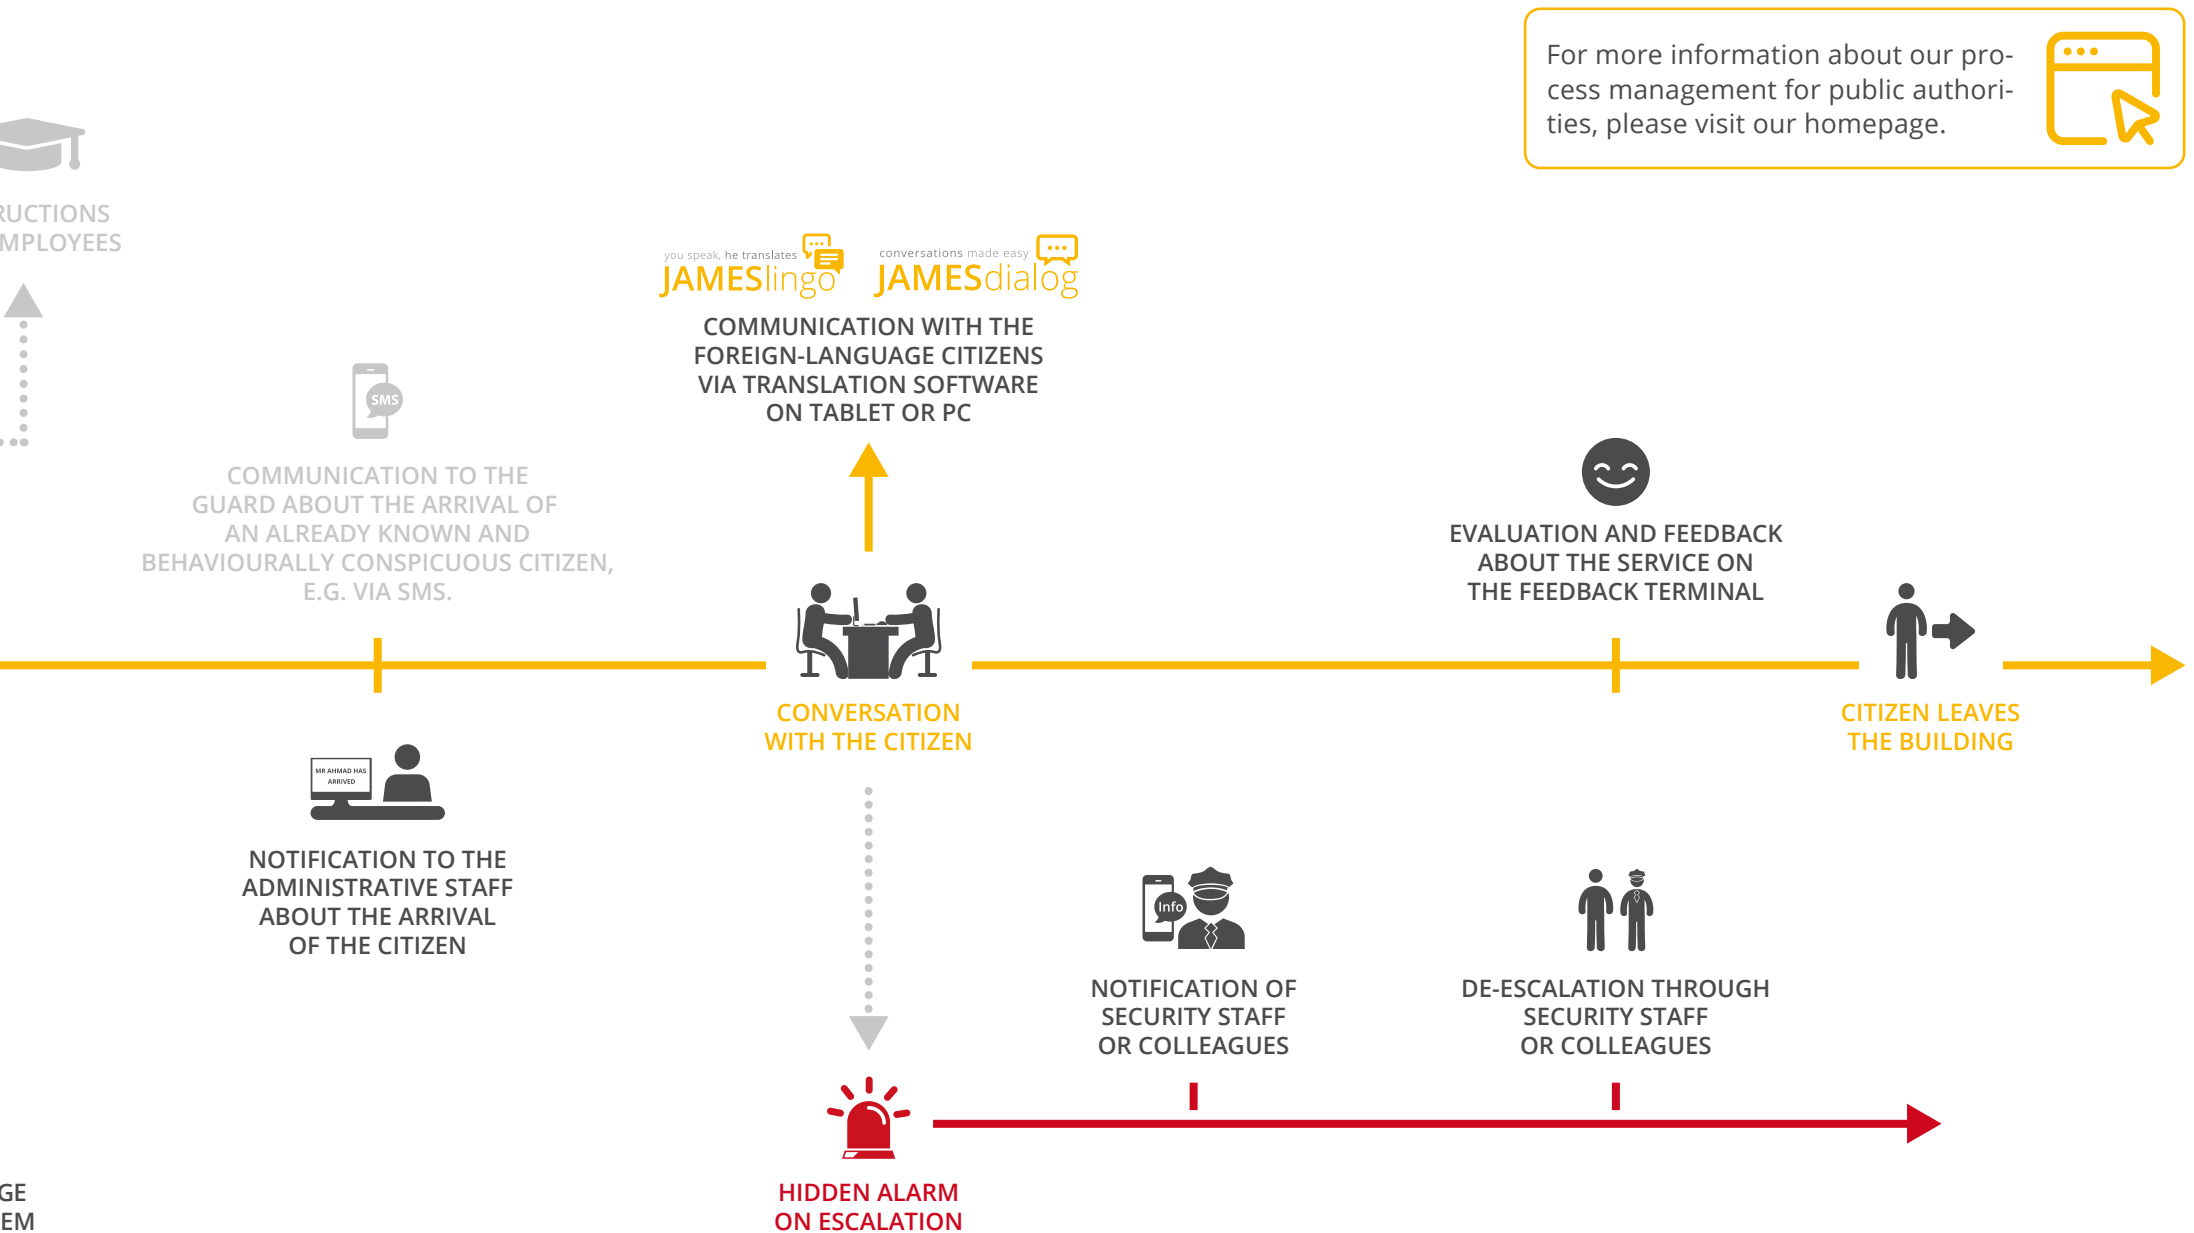 For more information about our pro-
cess management for public authori-
ties, please visit our homepage.
RUCTIONS
MPLOYEES
you speak, he translates
JAMESlingo
conversations made easy
JAMESdialog
COMMUNICATION WITH THE
FOREIGN-LANGUAGE CITIZENS
VIA TRANSLATION SOFTWARE
ON TABLET OR PC
SMS
COMMUNICATION TO THE
GUARD ABOUT THE ARRIVAL OF
AN ALREADY KNOWN AND
BEHAVIOURALLY CONSPICUOUS CITIZEN,
E.G. VIA SMS.
EVALUATION AND FEEDBACK
ABOUT THE SERVICE ON
THE FEEDBACK TERMINAL
CONVERSATION
WITH THE CITIZEN
CITIZEN LEAVES
THE BUILDING
MR AHMAD HAS
ARRIVED
NOTIFICATION TO THE
ADMINISTRATIVE STAFF
ABOUT THE ARRIVAL
OF THE CITIZEN
Info
NOTIFICATION OF
SECURITY STAFF
OR COLLEAGUES
DE-ESCALATION THROUGH
SECURITY STAFF
OR COLLEAGUES
GE
EM
HIDDEN ALARM
ON ESCALATION